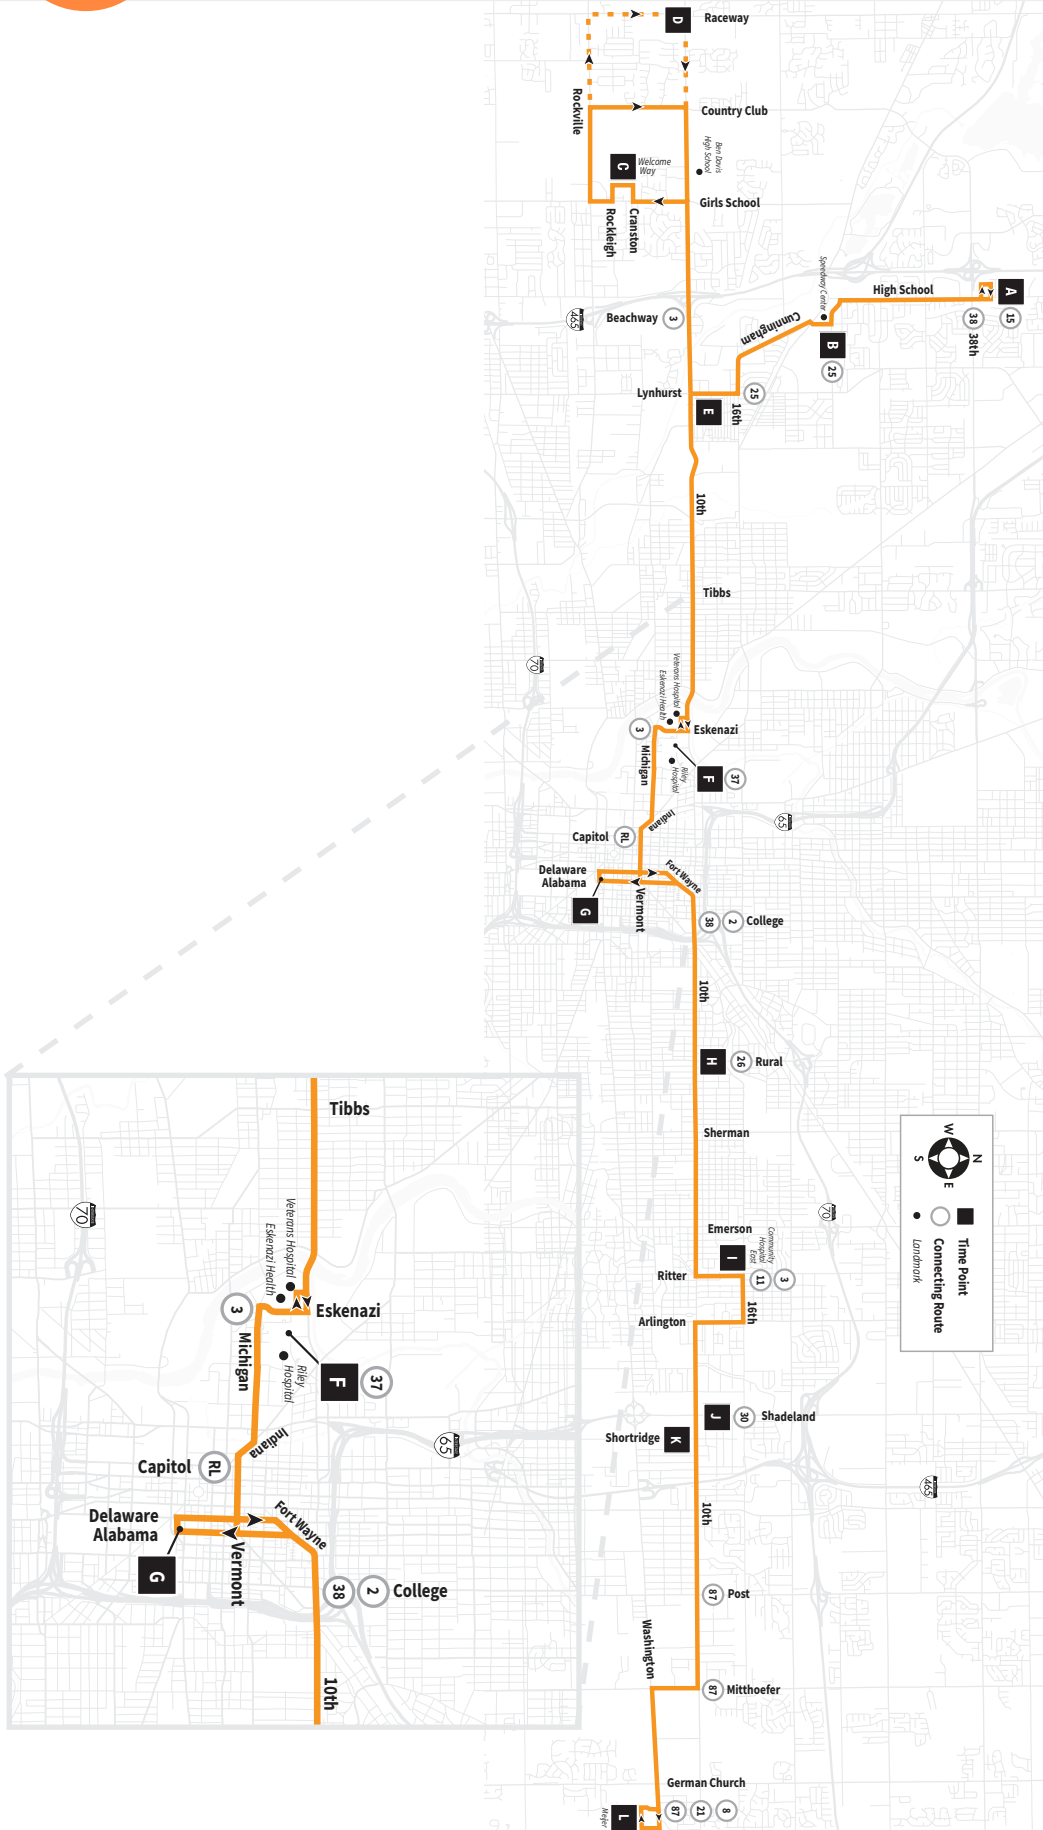 D
Raceway
Rockville
Country Club
Ben Davis
High School
C
Welcome
Way
Girls School
Rockleigh
Cranston
Speedway Center
High School
A
15
38
38th
Beachway
3
465
Cunningham
B
25
Lynhurst
E
16th
25
10th
Tibbs
70
Veterans Hospital
Eskenazi Health
Eskenazi
3
Michigan
Riley
Hospital
F
37
Indiana
65
Capitol
RL
Delaware
Alabama
Fort Wayne
G
Vermont
38
2
College
10th
H
26
Rural
Sherman
W
N
S
E
Time Point
Connecting Route
Landmark
70
Emerson
Community
Hospital
East
I
Ritter
11
3
16th
Arlington
J
30
Shadeland
Shortridge
K
465
10th
87
Post
Washington
87
Mitthoefer
German Church
87
21
8
L
Meijer
Tibbs
70
Veterans Hospital
Eskenazi Health
Eskenazi
3
Michigan
Riley
Hospital
F
37
Indiana
65
Capitol
RL
Delaware
Alabama
Fort Wayne
G
Vermont
38
2
College
10th